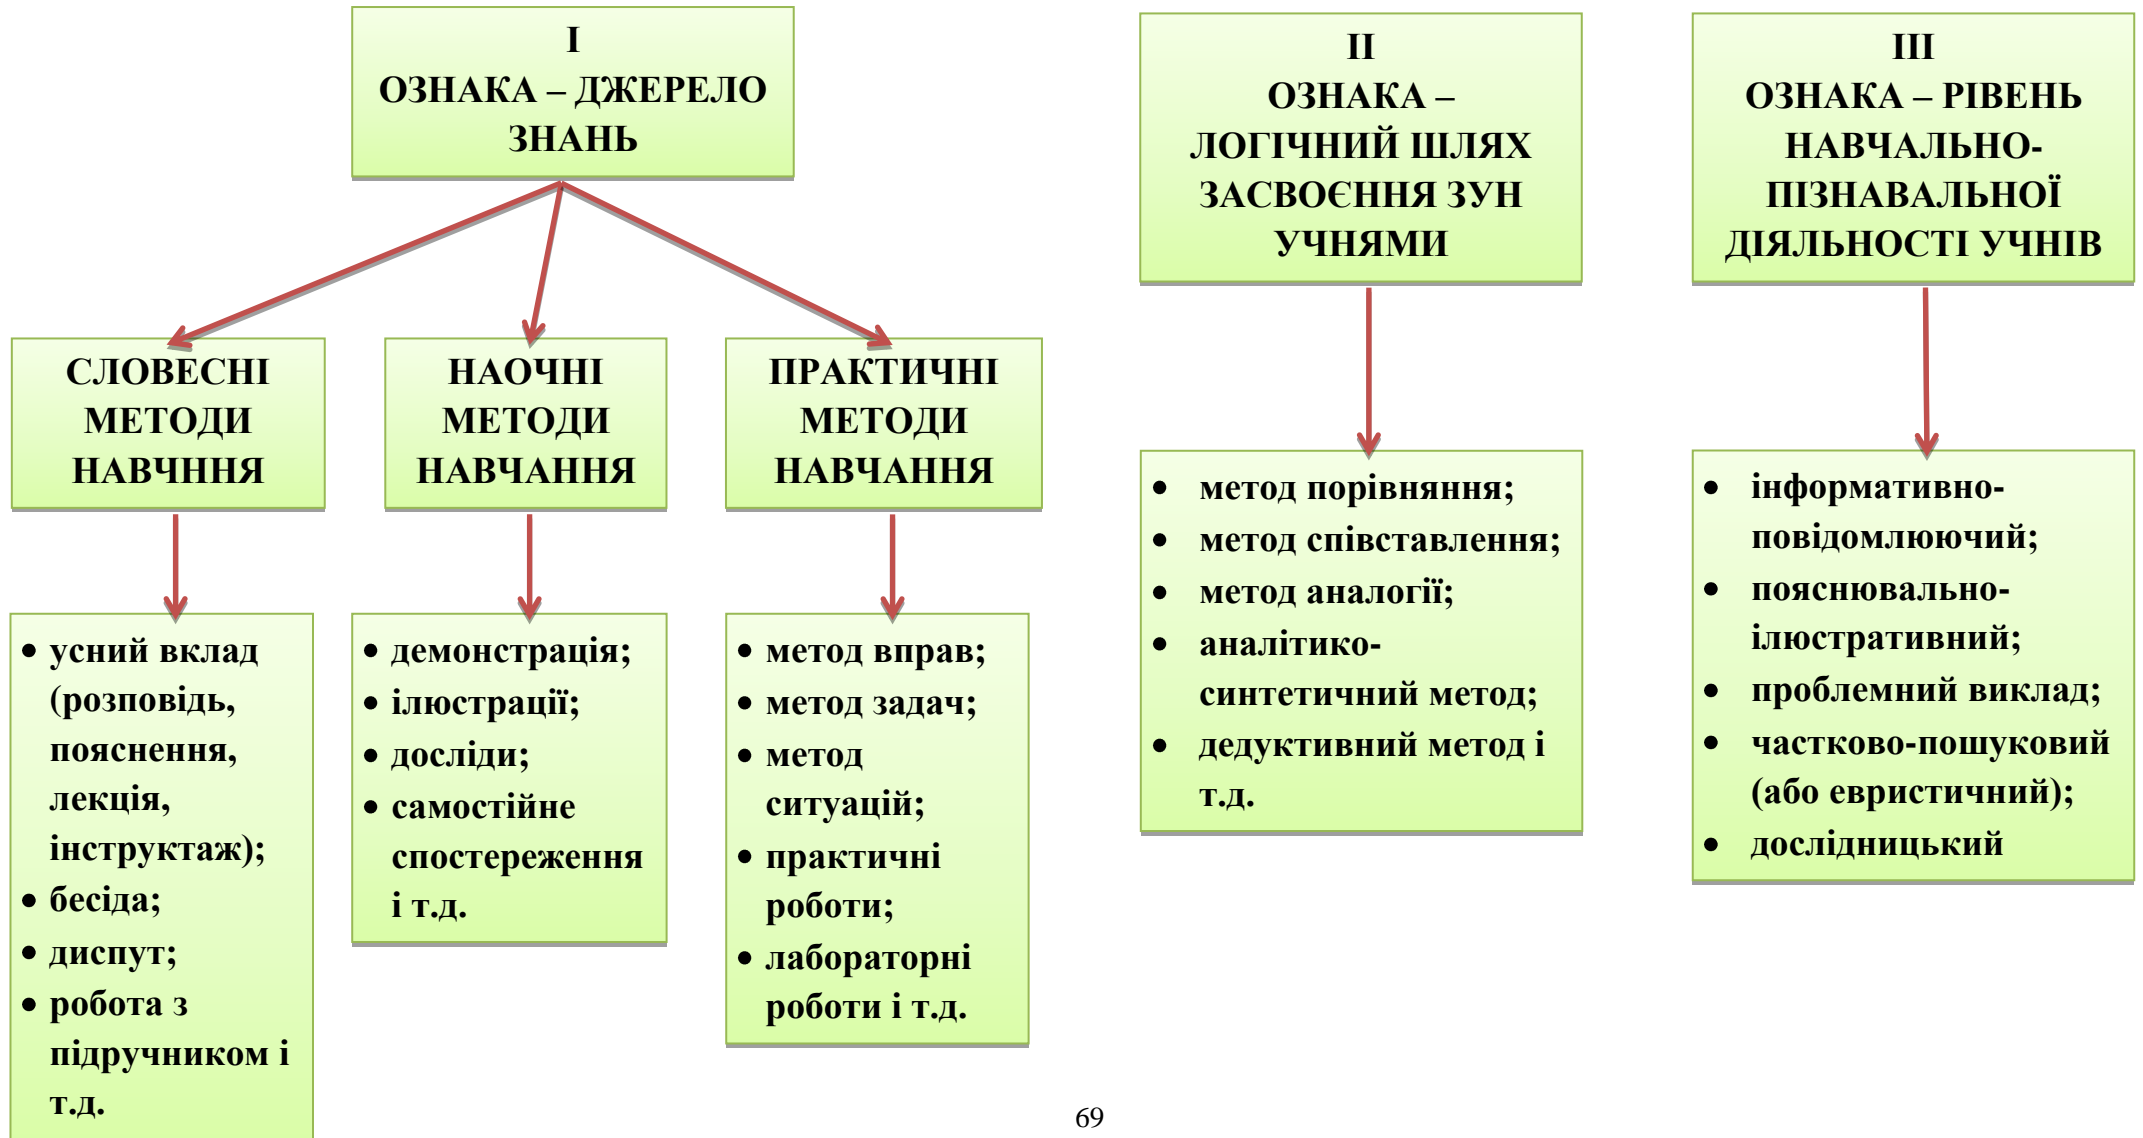 I
ОЗНАКА – ДЖЕРЕЛО
ЗНАНЬ
II
ОЗНАКА –
ЛОГІЧНИЙ ШЛЯХ
ЗАСВОЄННЯ ЗУН
УЧНЯМИ
III
ОЗНАКА – РІВЕНЬ
НАВЧАЛЬНО-
ПІЗНАВАЛЬНОЇ
ДІЯЛЬНОСТІ УЧНІВ
СЛОВЕСНІ
МЕТОДИ
НАВЧННЯ
НАОЧНІ
МЕТОДИ
НАВЧАННЯ
ПРАКТИЧНІ
МЕТОДИ
НАВЧАННЯ
• усний вклад
(розповідь,
пояснення,
лекція,
інструктаж);
• бесіда;
• диспут;
• робота з
підручником і
т.д.
• демонстрація;
• ілюстрації;
• досліди;
• самостійне
спостереження
і т.д.
• метод вправ;
• метод задач;
• метод
ситуацій;
• практичні
роботи;
• лабораторні
роботи і т.д.
• метод порівняння;
• метод співставлення;
• метод аналогії;
• аналітико-
синтетичний метод;
• дедуктивний метод і
т.д.
• інформативно-
повідомлюючий;
• пояснювально-
ілюстративний;
• проблемний виклад;
• частково-пошуковий
(або евристичний);
• дослідницький
69